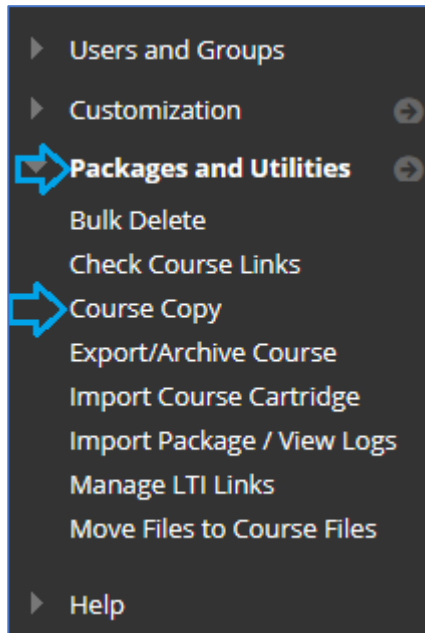 Users and Groups
Customization
Packages and Utilities
Bulk Delete
Check Course Links
Course Copy
Export/Archive Course
Import Course Cartridge
Import Package / View Logs
Manage LTI Links
Move Files to Course Files
Help